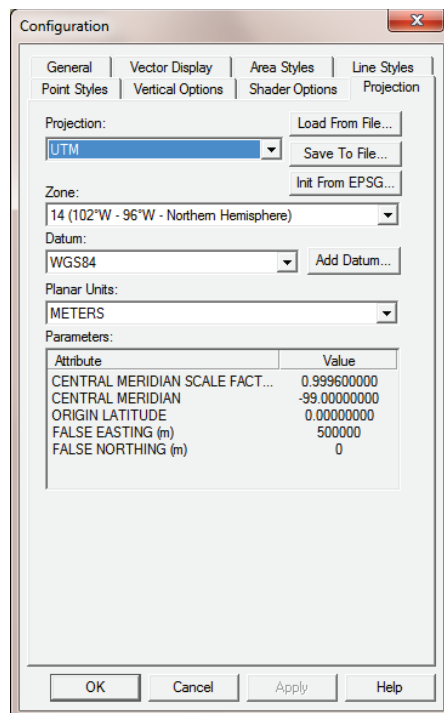 Configuration
General Vector Display Area Styles Line Styles
Point Styles Vertical Options Shader Options Projection
Projection:
Load From File...
UTM
Save To File...
Init From EPSG...
Zone:
14 (102°W - 96°W - Northern Hemisphere)
Datum:
WGS84
Add Datum...
Planar Units:
METERS
Parameters:
Attribute Value
CENTRAL MERIDIAN SCALE FACT... 0.999600000
CENTRAL MERIDIAN -99.00000000
ORIGIN LATITUDE 0.00000000
FALSE EASTING (m) 500000
FALSE NORTHING (m) 0
OK Cancel Apply Help